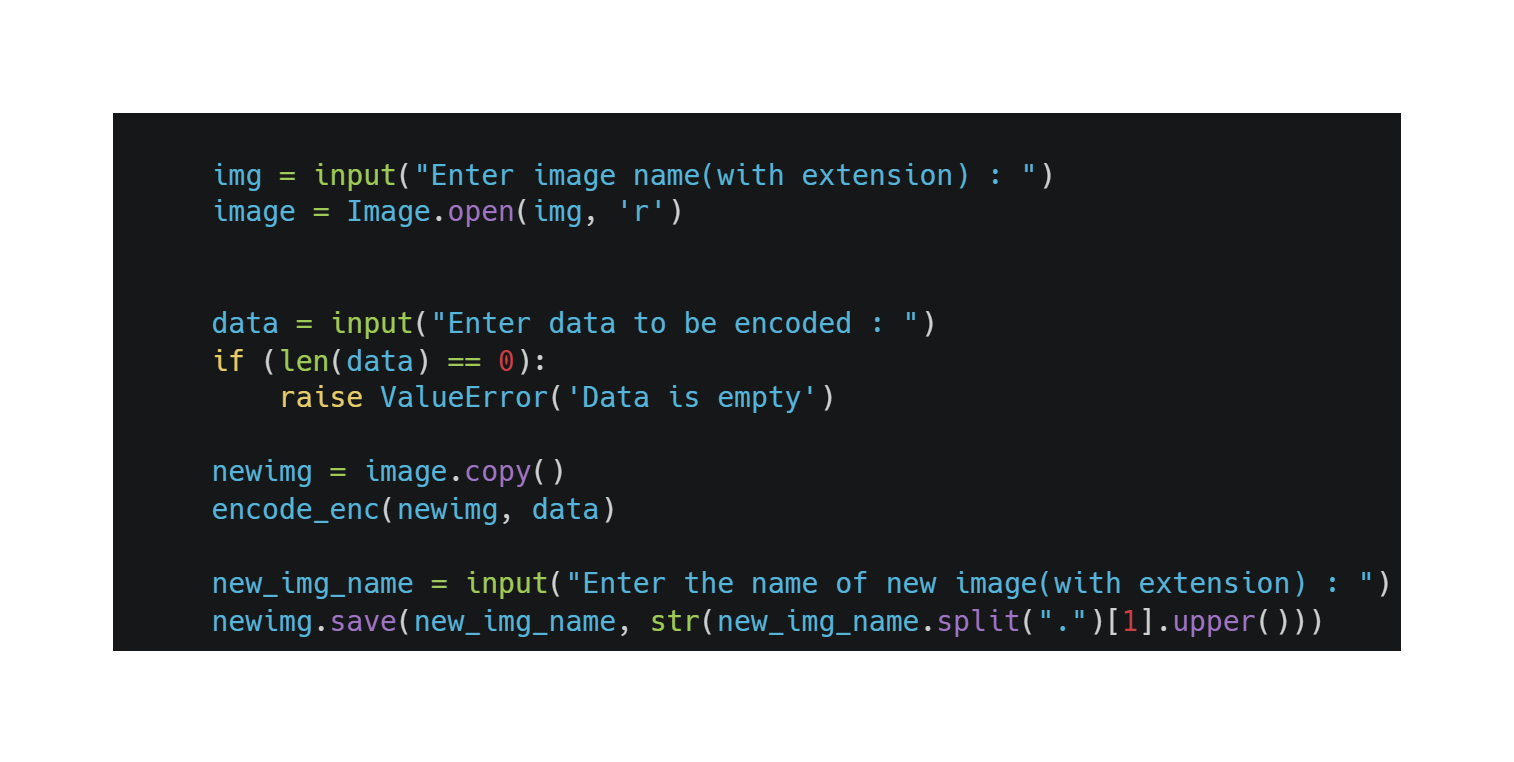 img = input("Enter image name(with extension) : ")
image = Image.open(img, 'r')
data = input("Enter data to be encoded : ")
if (len(data) == 0):
    raise ValueError('Data is empty')
newimg = image.copy()
encode_enc(newimg, data)
new_img_name = input("Enter the name of new image(with extension) : ")
newimg.save(new_img_name, str(new_img_name.split(".")[1].upper()))